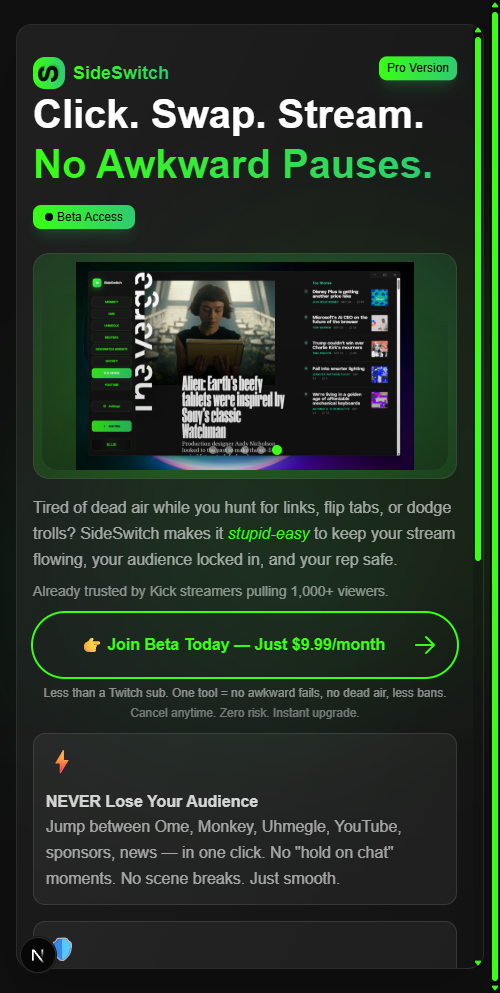 SideSwitch
Pro Version
Click. Swap. Stream.
No Awkward Pauses.
Beta Access
SideSwitch
MONKEY
OME
UMMEGLE
YOUTUBE
Settings
Inverse
Alien: Earth's beefy
tablets were inspired by
Sony's classic
Watchman
Production designer Andy Nicholson
Top Stories
Disney Plus is getting
another price hike
Microsoft's AI CEO on the
future of the browser
Trump couldn't win over
Charlie Kirk's mourners
Fall into smarter lighting
We're living in a golden
age of affordable
mechanical keyboards
Tired of dead air while you hunt for links, flip tabs, or dodge
trolls? SideSwitch makes it stupid-easy to keep your stream
flowing, your audience locked in, and your rep safe.
Already trusted by Kick streamers pulling 1,000+ viewers.
👉 Join Beta Today — Just $9.99/month
Less than a Twitch sub. One tool = no awkward fails, no dead air, less bans.
Cancel anytime. Zero risk. Instant upgrade.
NEVER Lose Your Audience
Jump between Ome, Monkey, Uhmegle, YouTube,
sponsors, news — in one click. No "hold on chat"
moments. No scene breaks. Just smooth.
N